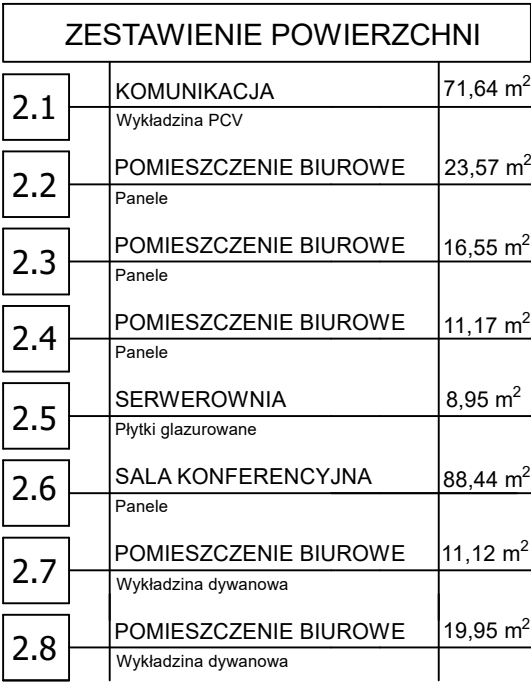 ZESTAWIENIE POWIERZCHNI
2.1 KOMUNIKACJA 71,64 m²
Wykładzina PCV
2.2 POMIESZCZENIE BIUROWE 23,57 m²
Panele
2.3 POMIESZCZENIE BIUROWE 16,55 m²
Panele
2.4 POMIESZCZENIE BIUROWE 11,17 m²
Panele
2.5 SERWEROWNIA 8,95 m²
Płytki glazurowane
2.6 SALA KONFERENCYJNA 88,44 m²
Panele
2.7 POMIESZCZENIE BIUROWE 11,12 m²
Wykładzina dywanowa
2.8 POMIESZCZENIE BIUROWE 19,95 m²
Wykładzina dywanowa